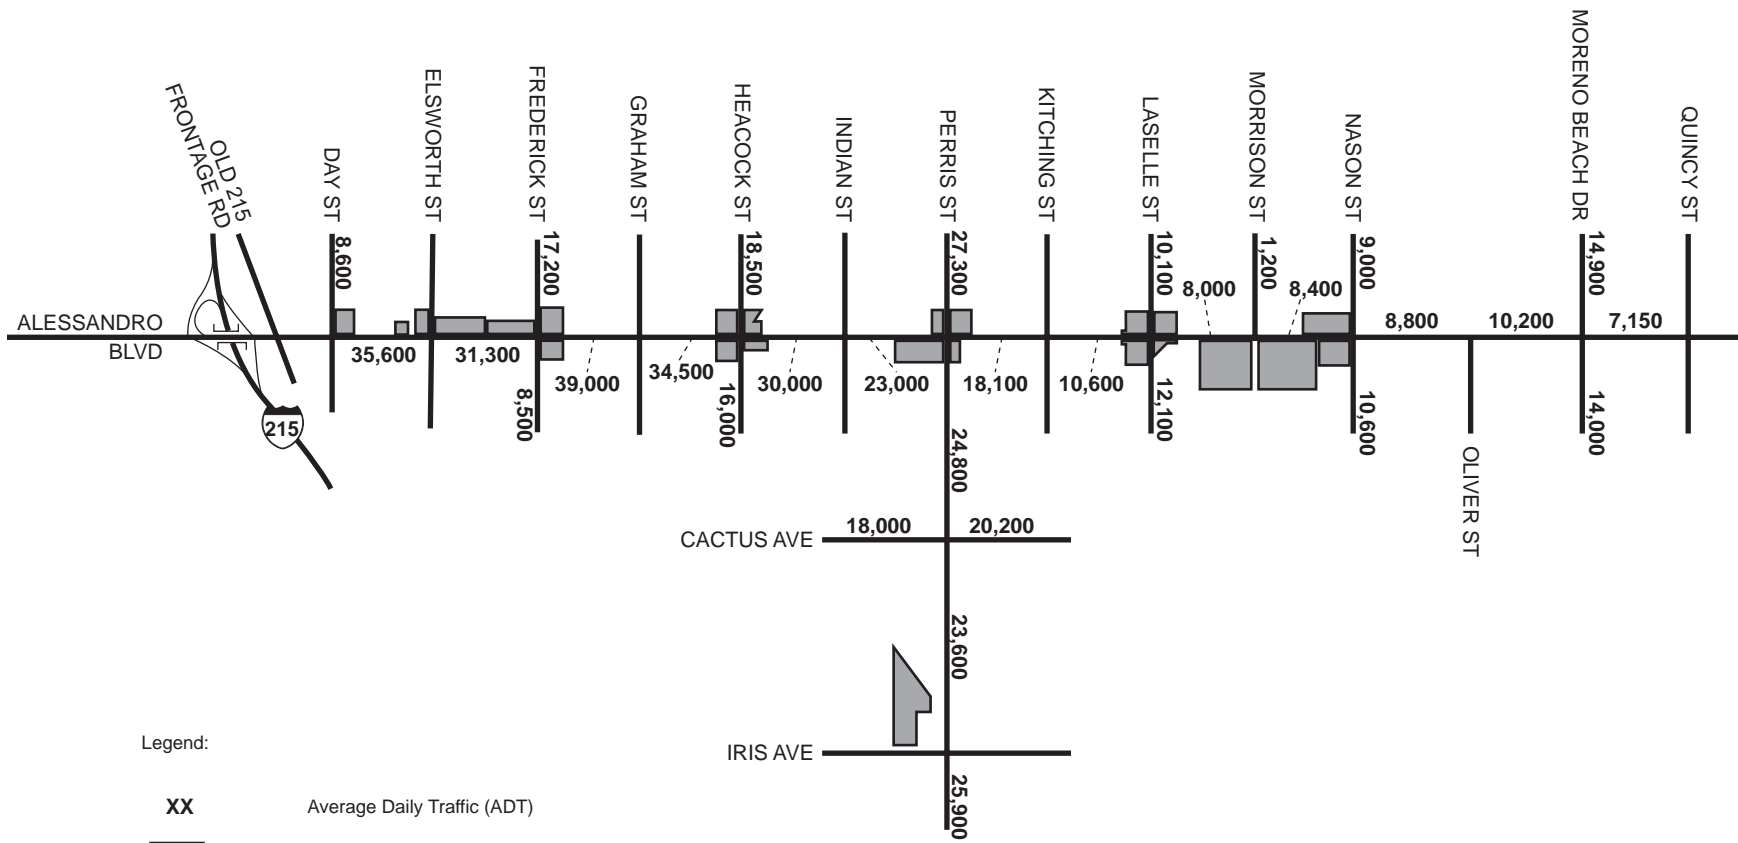 FRONTAGE RD
OLD 215
DAY ST
ELSWORTH ST
FREDERICK ST
GRAHAM ST
HEACOCK ST
INDIAN ST
PERRIS ST
KITCHING ST
LASELLE ST
MORRISON ST
NASON ST
MORENO BEACH DR
QUINCY ST
8,600
17,200
18,500
27,300
10,100
1,200
9,000
14,900
8,000
8,400
ALESSANDRO
BLVD
8,800
10,200
7,150
35,600
31,300
39,000
34,500
30,000
23,000
18,100
10,600
8,500
16,000
12,100
10,600
14,000
215
24,800
OLIVER ST
CACTUS AVE
18,000
20,200
23,600
IRIS AVE
25,900
Legend:
XX
Average Daily Traffic (ADT)